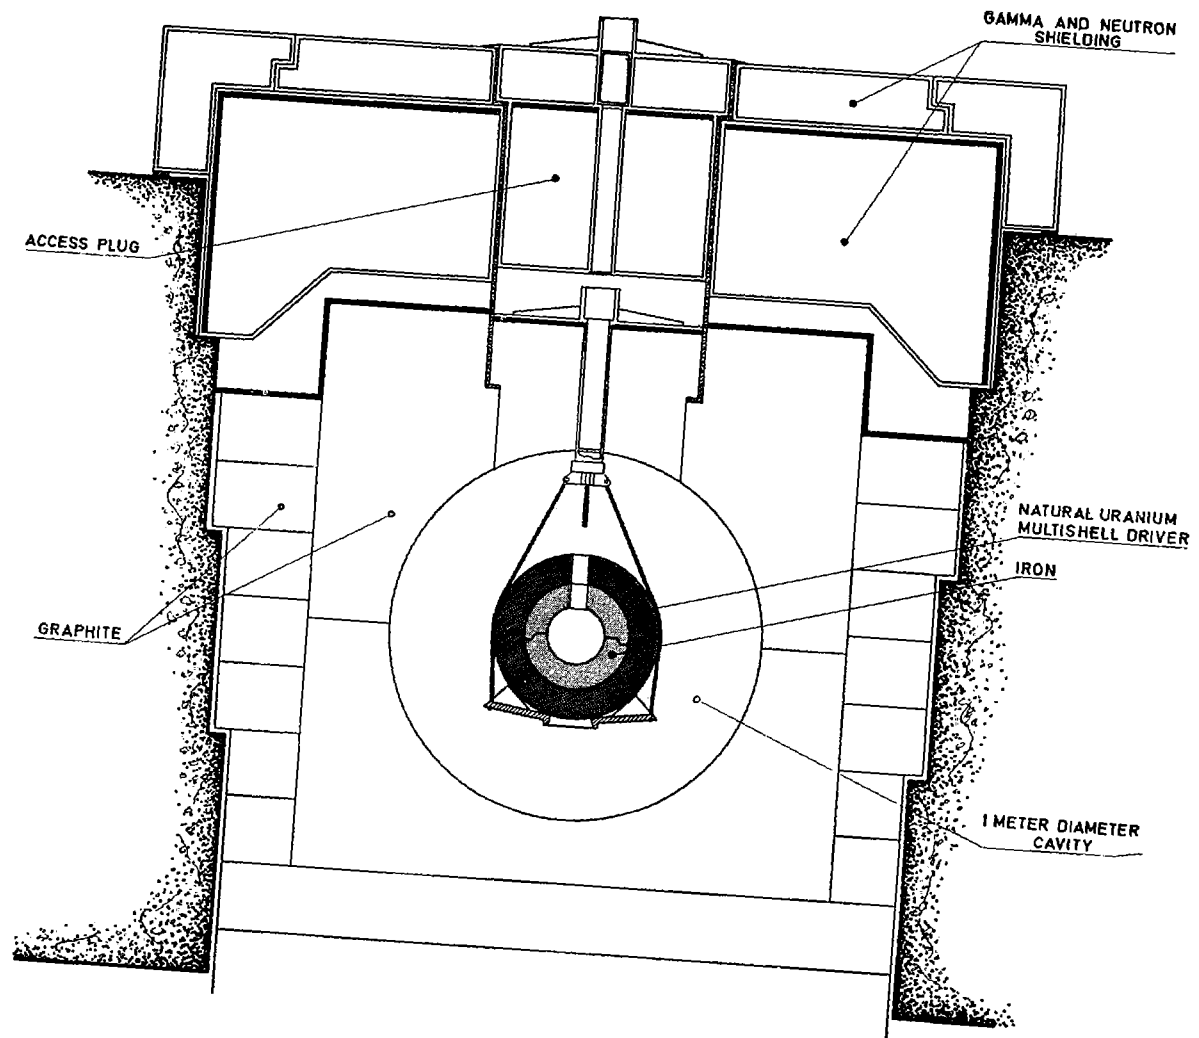 GAMMA AND NEUTRON
SHIELDING
ACCESS PLUG
NATURAL URANIUM
MULTISHELL DRIVER
IRON
GRAPHITE
1 METER DIAMETER
CAVITY